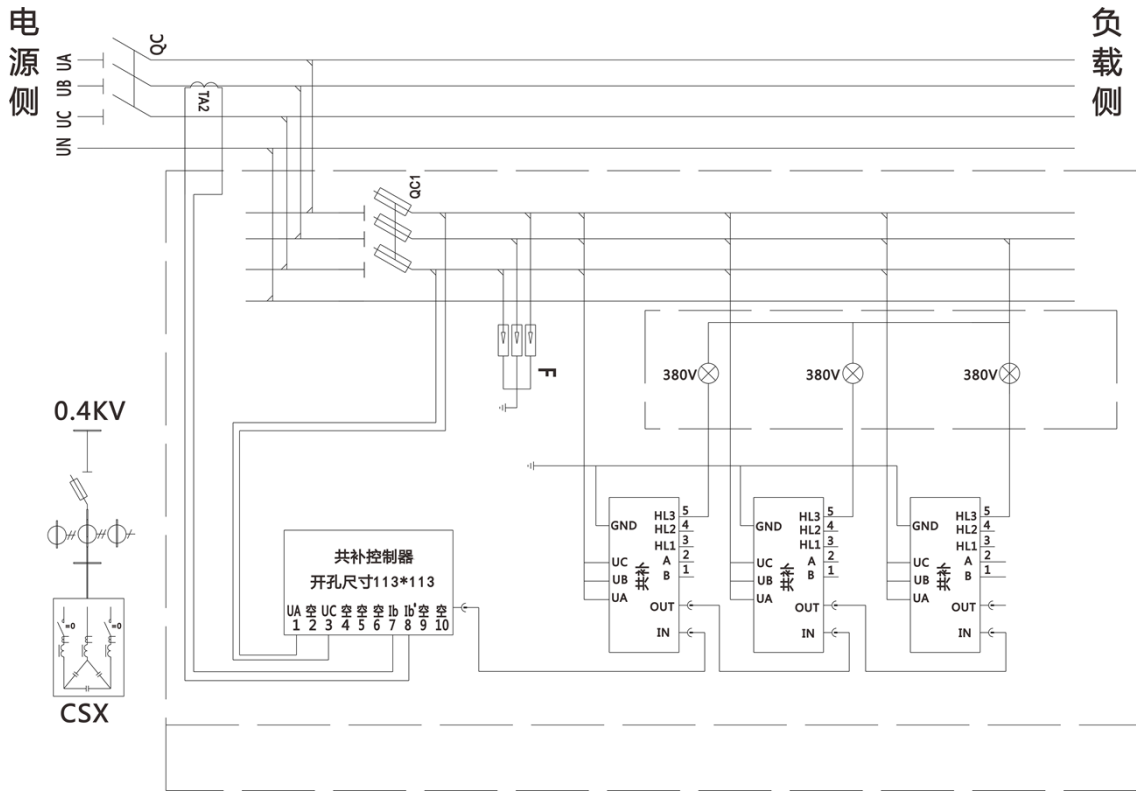 电源侧
负载侧
QC
UA
UB
UC
UN
TA2
QC1
F
380V
380V
380V
0.4KV
=0
=0
CSX
共补控制器
开孔尺寸113*113
UA 空 UC 空 空 空 Ib Ib' 空 空
1 2 3 4 5 6 7 8 9 10
GND
UC
UB
UA
共补
HL3 5
HL2 4
HL1 3
A 2
B 1
OUT
IN
GND
UC
UB
UA
共补
HL3 5
HL2 4
HL1 3
A 2
B 1
OUT
IN
GND
UC
UB
UA
共补
HL3 5
HL2 4
HL1 3
A 2
B 1
OUT
IN